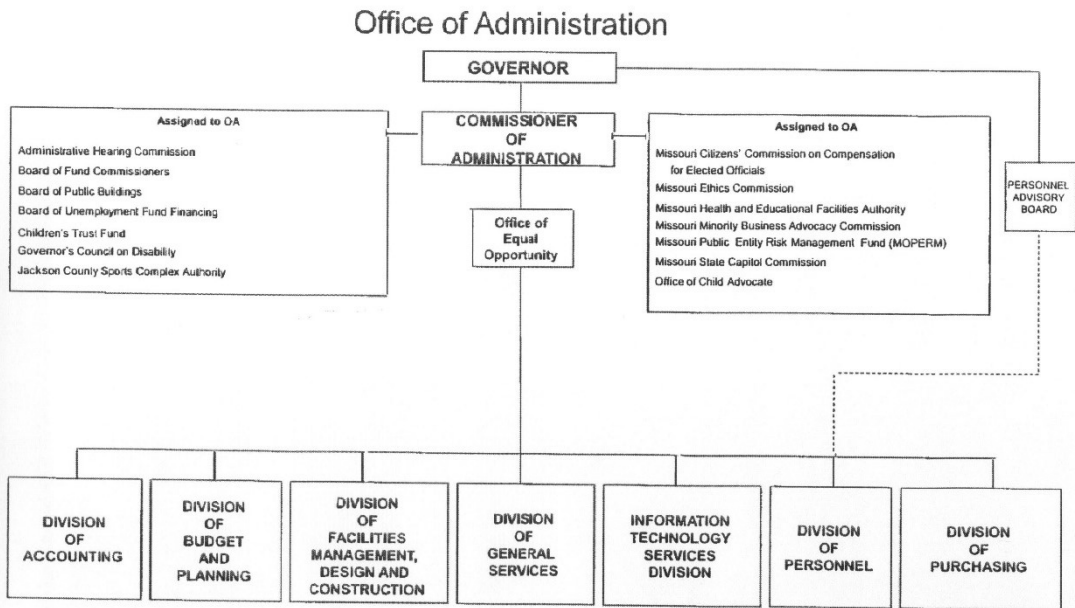 Office of Administration
GOVERNOR
COMMISSIONER
OF
ADMINISTRATION
Assigned to OA
Administrative Hearing Commission
Board of Fund Commissioners
Board of Public Buildings
Board of Unemployment Fund Financing
Children's Trust Fund
Governor's Council on Disability
Jackson County Sports Complex Authority
Assigned to OA
Missouri Citizens' Commission on Compensation
for Elected Officials
Missouri Ethics Commission
Missouri Health and Educational Facilities Authority
Missouri Minority Business Advocacy Commission
Missouri Public Entity Risk Management Fund (MOPERM)
Missouri State Capitol Commission
Office of Child Advocate
PERSONNEL
ADVISORY
BOARD
Office of
Equal
Opportunity
DIVISION
OF
ACCOUNTING
DIVISION
OF
BUDGET
AND
PLANNING
DIVISION
OF
FACILITIES
MANAGEMENT,
DESIGN AND
CONSTRUCTION
DIVISION
OF
GENERAL
SERVICES
INFORMATION
TECHNOLOGY
SERVICES
DIVISION
DIVISION
OF
PERSONNEL
DIVISION
OF
PURCHASING